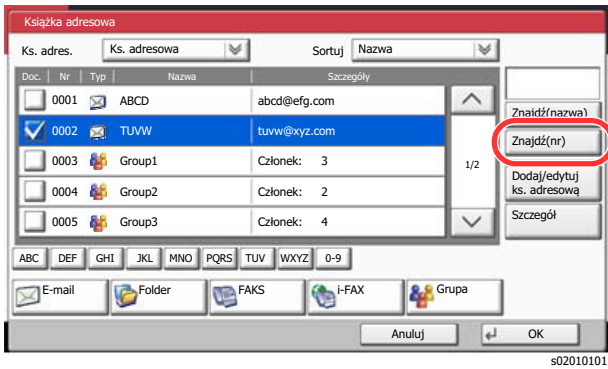 Książka adresowa
Ks. adres. Ks. adresowa Sortuj Nazwa
Doc. Nr Typ Nazwa Szczegóły
0001 ABCD abcd@efg.com
Znajdź(nazwa)
0002 TUVW tuvw@xyz.com
Znajdź(nr)
0003 Group1 Członek: 3
1/2
Dodaj/edytuj
ks. adresową
0004 Group2 Członek: 2
0005 Group3 Członek: 4
Szczegół
ABC DEF GHI JKL MNO PQRS TUV WXYZ 0-9
E-mail Folder FAKS i-FAX Grupa
Anuluj OK
s02010101